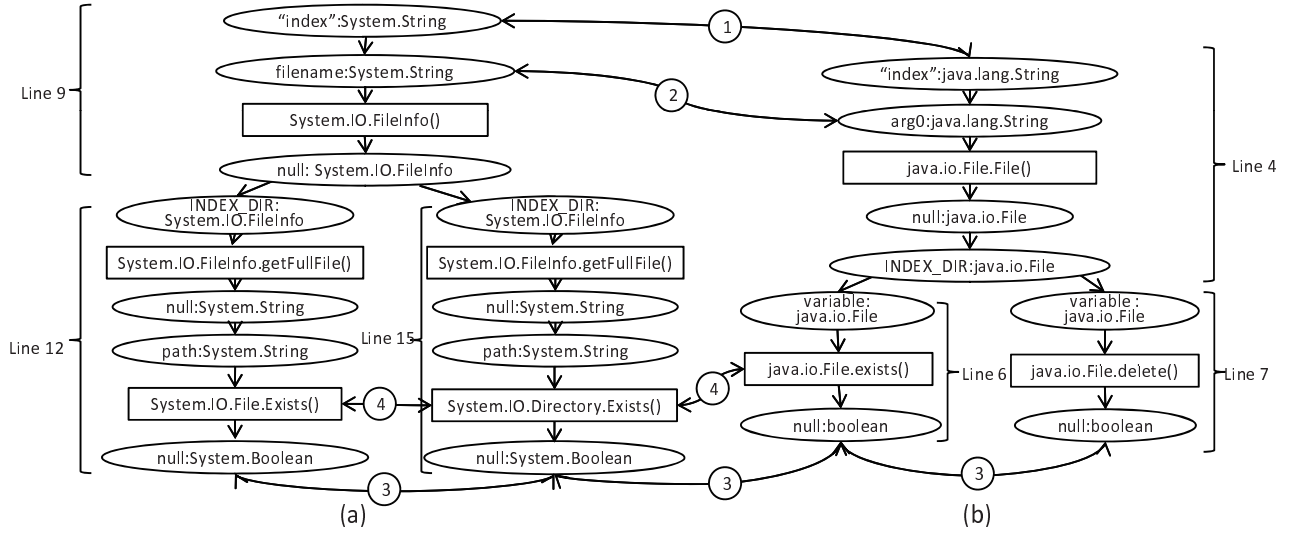 "index":System.String
1
filename:System.String
"index":java.lang.String
Line 9
2
System.IO.FileInfo()
arg0:java.lang.String
null: System.IO.FileInfo
java.io.File.File()
Line 4
INDEX_DIR:
System.IO.FileInfo
INDEX_DIR:
System.IO.FileInfo
null:java.io.File
System.IO.FileInfo.getFullFile()
System.IO.FileInfo.getFullFile()
INDEX_DIR:java.io.File
null:System.String
null:System.String
variable:
java.io.File
variable :
java.io.File
Line 12
path:System.String
Line 15
path:System.String
java.io.File.exists()
Line 6
java.io.File.delete()
Line 7
System.IO.File.Exists()
4
System.IO.Directory.Exists()
4
null:boolean
null:boolean
null:System.Boolean
null:System.Boolean
3
3
3
(a)
(b)